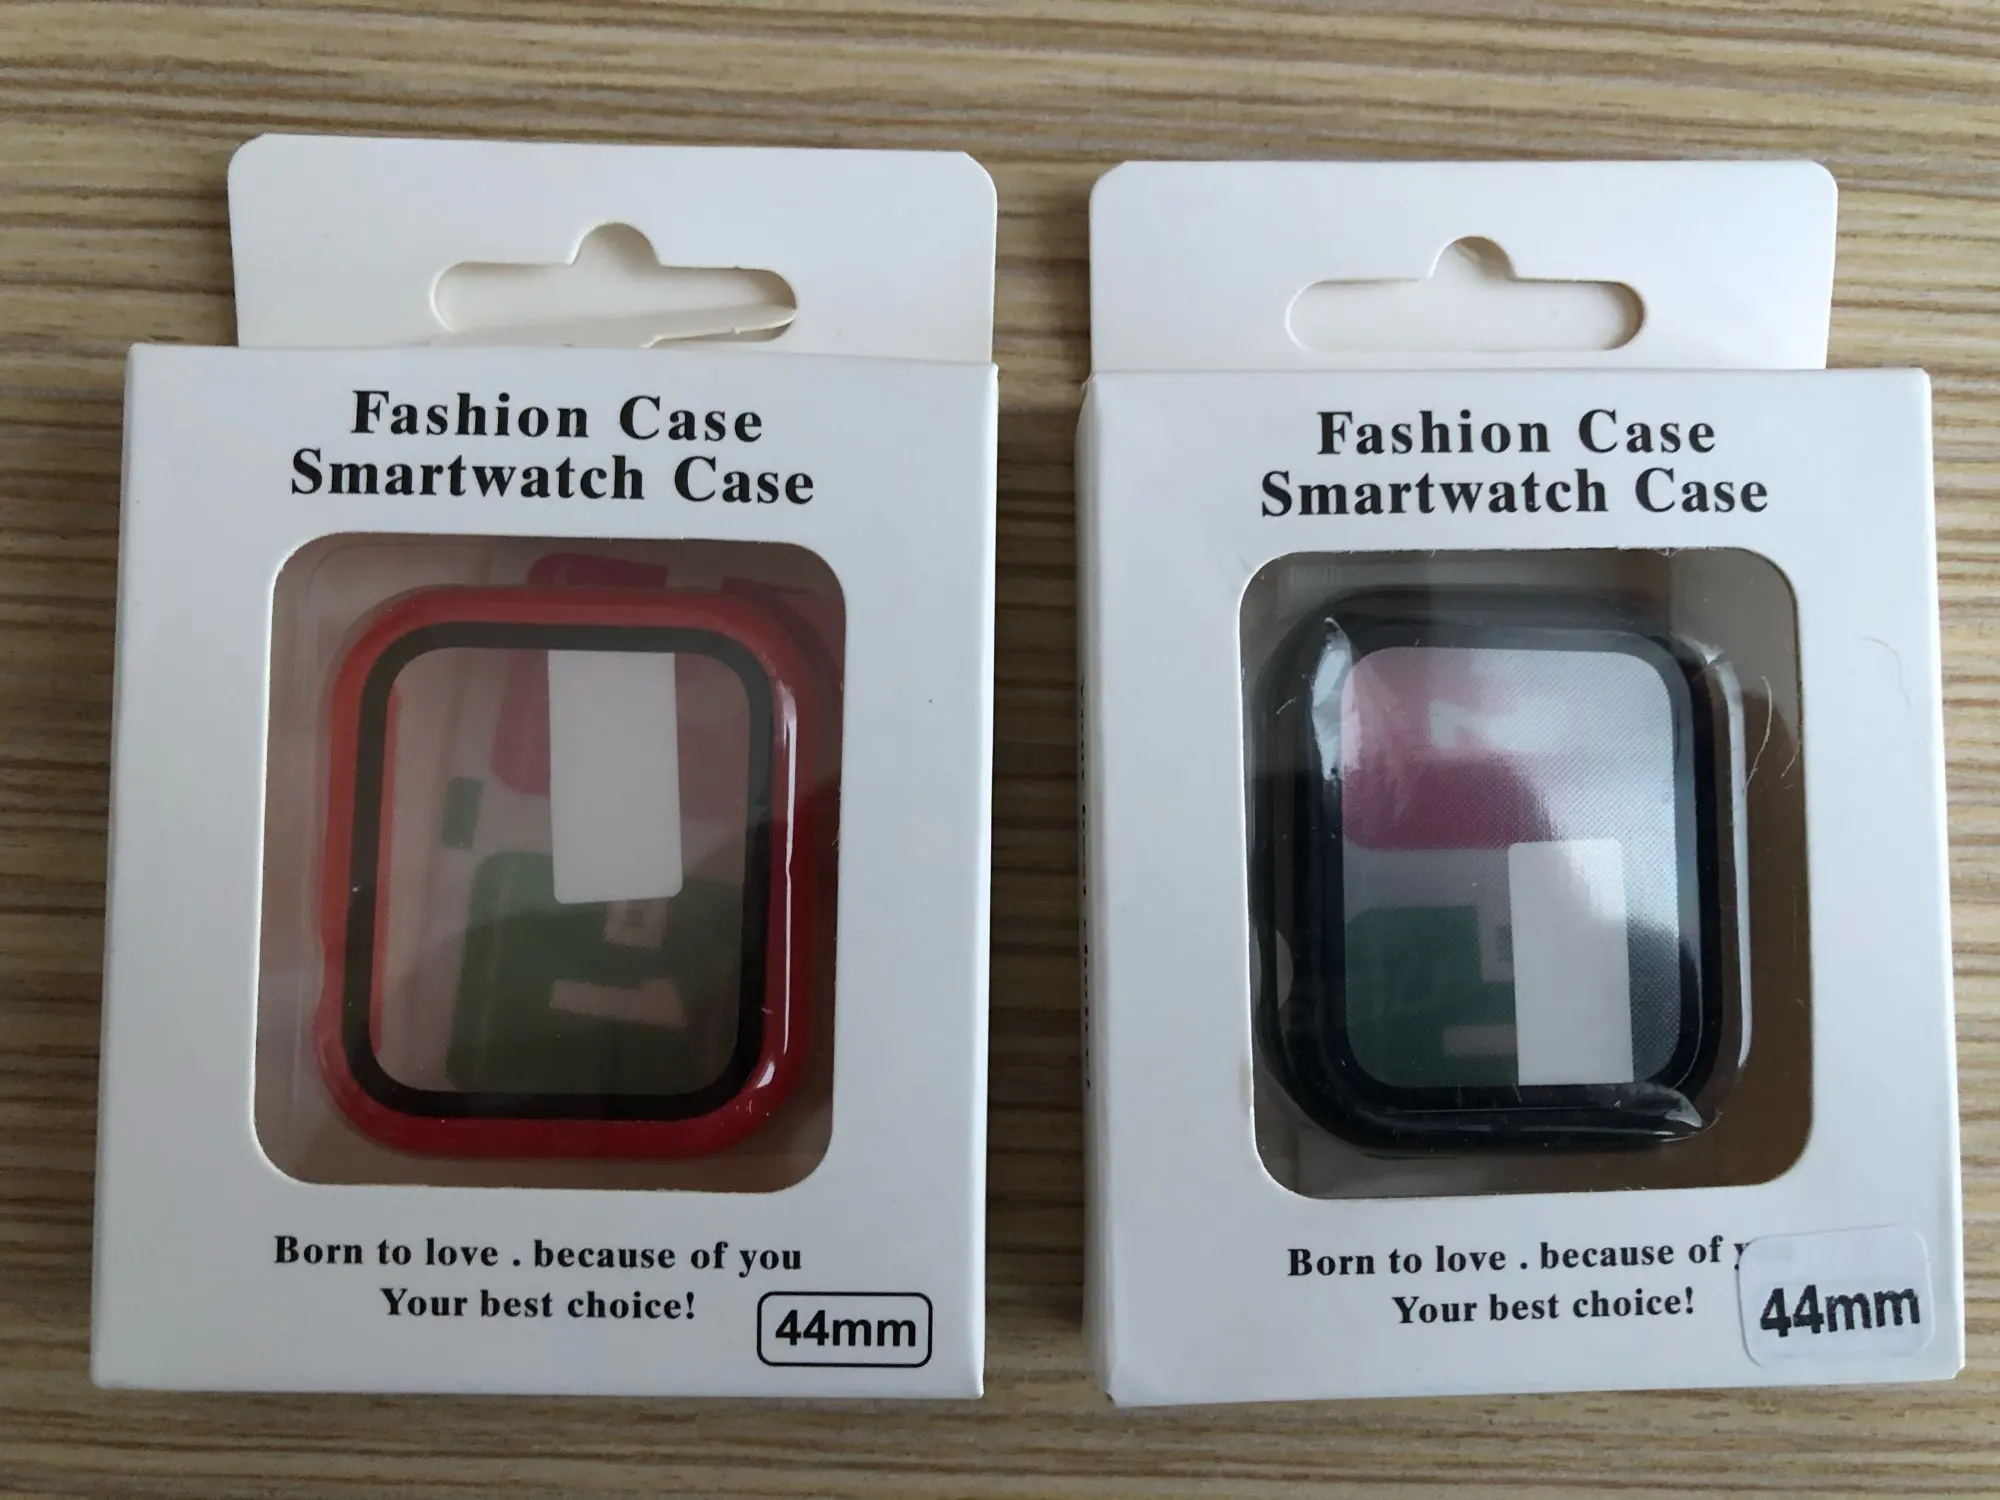 Fashion Case
Smartwatch Case
Born to love . because of you
Your best choice!
44mm
Fashion Case
Smartwatch Case
Born to love . because of
Your best choice!
44mm